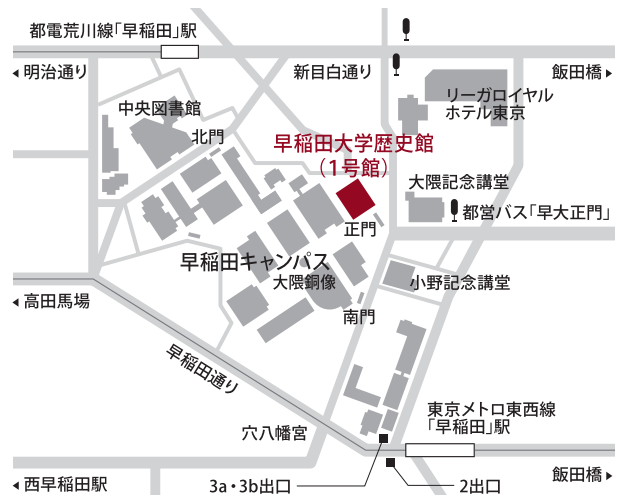 都電荒川線「早稲田」駅
明治通り
新目白通り
飯田橋
中央図書館
北門
リーガロイヤル
ホテル東京
早稲田大学歴史館
（1号館）
大隈記念講堂
都営バス「早大正門」
正門
早稲田キャンパス
大隈銅像
小野記念講堂
高田馬場
南門
早稲田通り
東京メトロ東西線
「早稲田」駅
穴八幡宮
西早稲田駅
3a・3b出口
2出口
飯田橋